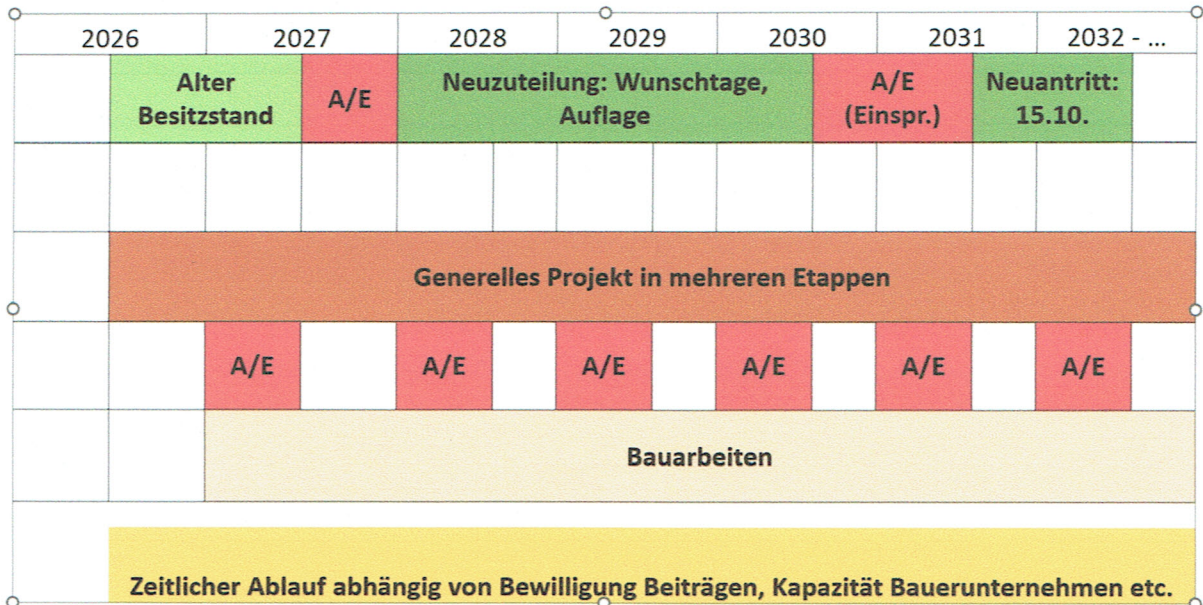 2026 2027 2028 2029 2030 2031 2032 - ...
Alter
Besitzstand
A/E
Neuzuteilung: Wunschtage,
Auflage
A/E
(Einspr.)
Neuantritt:
15.10.
Generelles Projekt in mehreren Etappen
A/E A/E A/E A/E A/E A/E
Bauarbeiten
Zeitlicher Ablauf abhängig von Bewilligung Beiträgen, Kapazität Bauerunternehmen etc.